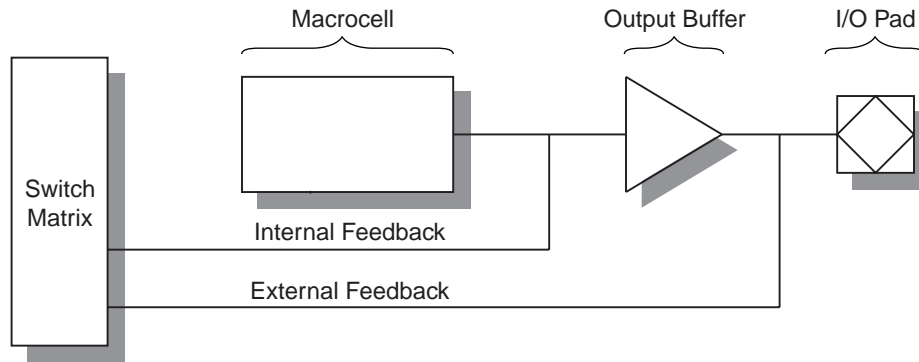 Macrocell
Output Buffer
I/O Pad
Switch
Matrix
Internal Feedback
External Feedback